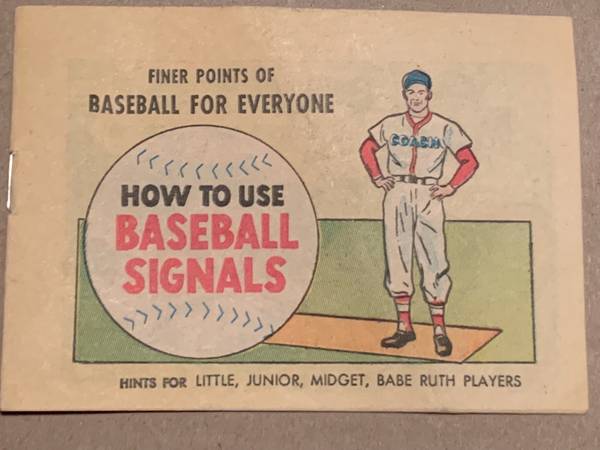 FINER POINTS OF
BASEBALL FOR EVERYONE
HOW TO USE
BASEBALL
SIGNALS
COACH
HINTS FOR LITTLE, JUNIOR, MIDGET, BABE RUTH PLAYERS